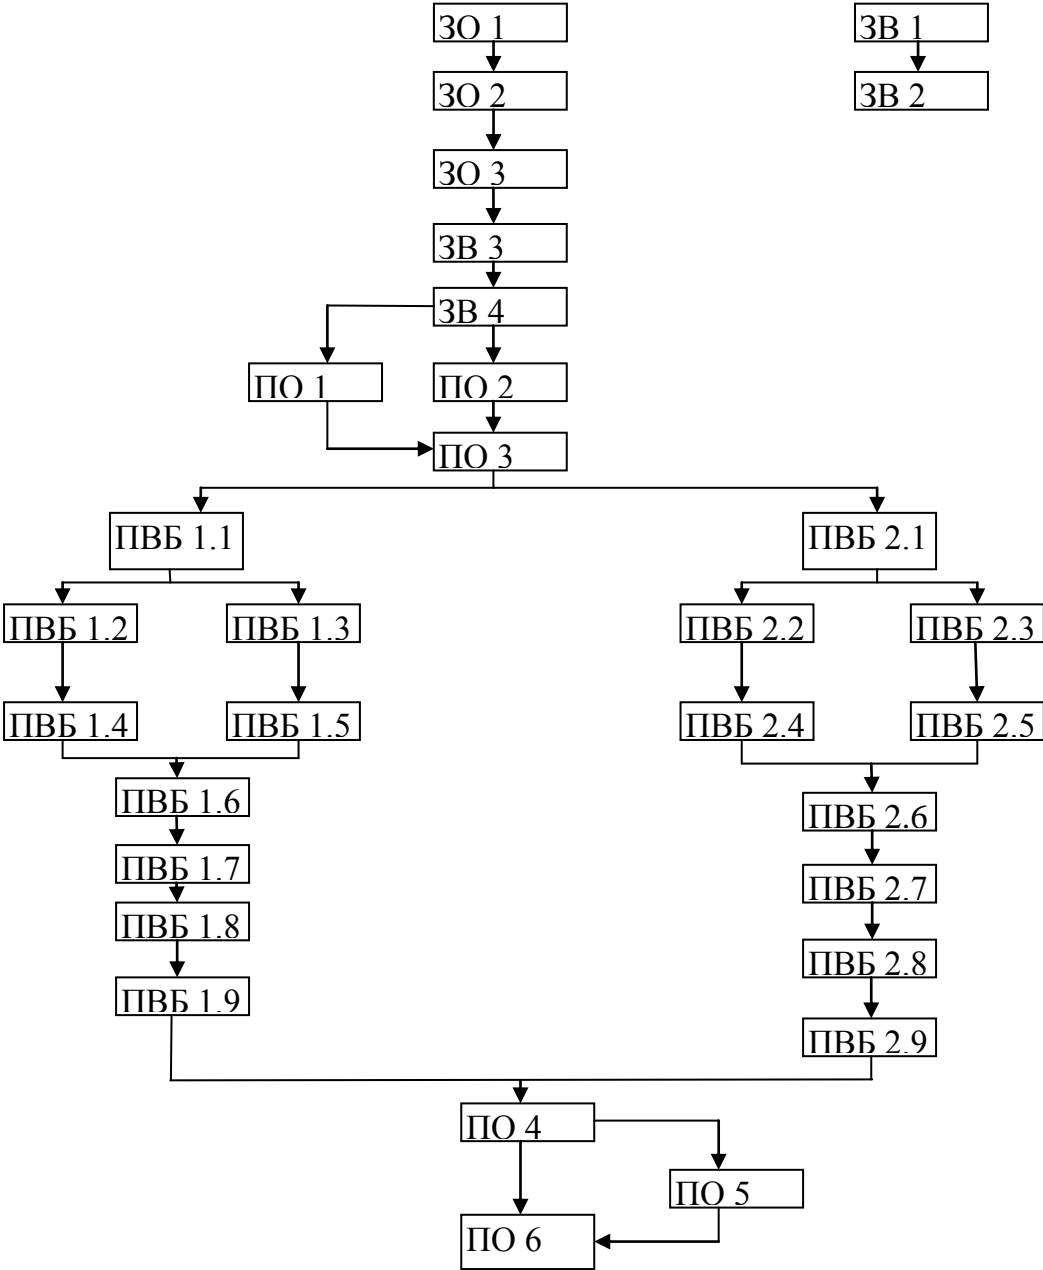 ЗО 1
ЗВ 1
ЗО 2
ЗВ 2
ЗО 3
ЗВ 3
ЗВ 4
ПО 1
ПО 2
ПО 3
ПВБ 1.1
ПВБ 2.1
ПВБ 1.2
ПВБ 1.3
ПВБ 2.2
ПВБ 2.3
ПВБ 1.4
ПВБ 1.5
ПВБ 2.4
ПВБ 2.5
ПВБ 1.6
ПВБ 2.6
ПВБ 1.7
ПВБ 2.7
ПВБ 1.8
ПВБ 2.8
ПВБ 1.9
ПВБ 2.9
ПО 4
ПО 5
ПО 6